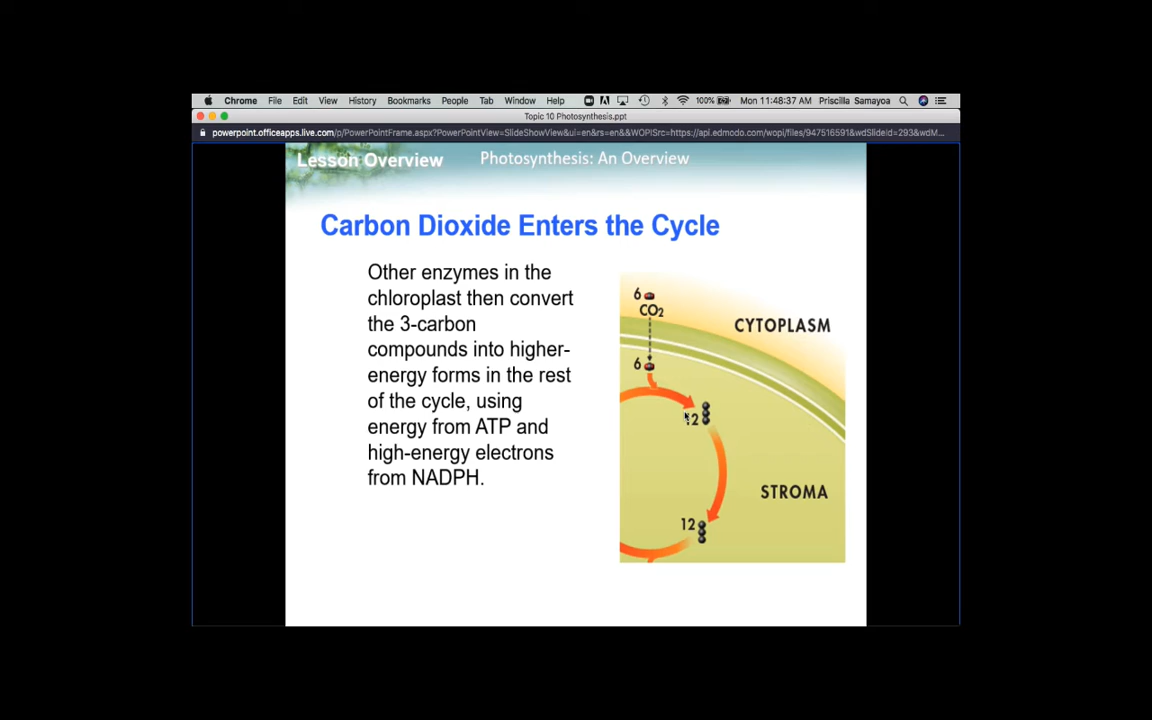 Chrome File Edit View History Bookmarks People Tab Window Help 100% Mon 11:48:37 AM Priscilla Samayoa
Topic 10 Photosynthesis.ppt
powerpoint.officeapps.live.com/p/PowerPointFrame.aspx?PowerPointView=SlideShowView&ui=en&rs=en&&WOPISrc=https://api.edmodo.com/wopi/files/947516591&wdSlideId=293&wdM...
Lesson Overview Photosynthesis: An Overview
Carbon Dioxide Enters the Cycle
Other enzymes in the
chloroplast then convert
the 3-carbon
compounds into higher-
energy forms in the rest
of the cycle, using
energy from ATP and
high-energy electrons
from NADPH.
6
CO2
CYTOPLASM
6
12
STROMA
12